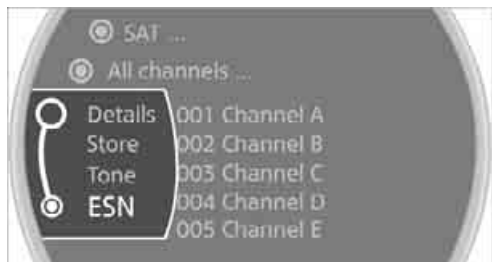 SAT ...
All channels ...
Details 001 Channel A
Store 002 Channel B
Tone 003 Channel C
ESN 004 Channel D
005 Channel E